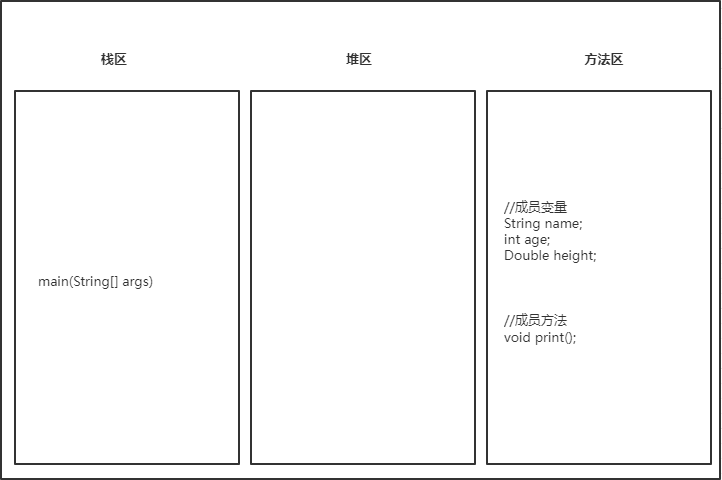 栈区
堆区
方法区
main(String[] args)
//成员变量
String name;
int age;
Double height;
//成员方法
void print();